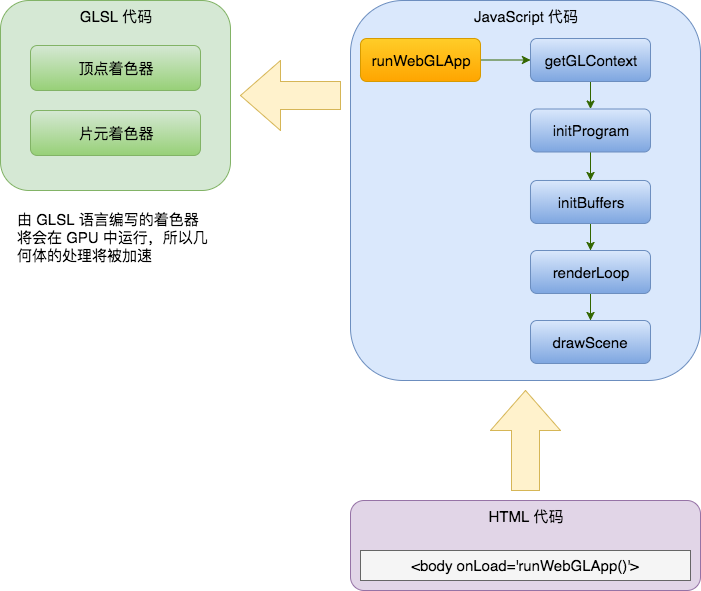 GLSL 代码
顶点着色器
片元着色器
由 GLSL 语言编写的着色器
将会在 GPU 中运行，所以几
何体的处理将被加速
JavaScript 代码
runWebGLApp
getGLContext
initProgram
initBuffers
renderLoop
drawScene
HTML 代码
<body onLoad='runWebGLApp()'>